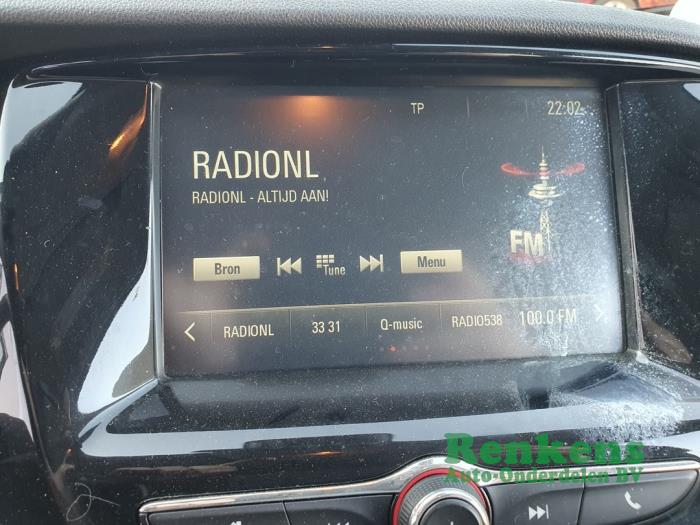 TP 22:02
RADIONL
RADIONL - ALTIJD AAN!
FM
Bron Tune Menu
RADIONL 33 31 Q-music RADIO538 100.0 FM
Renkens
Auto-Onderdelen BV